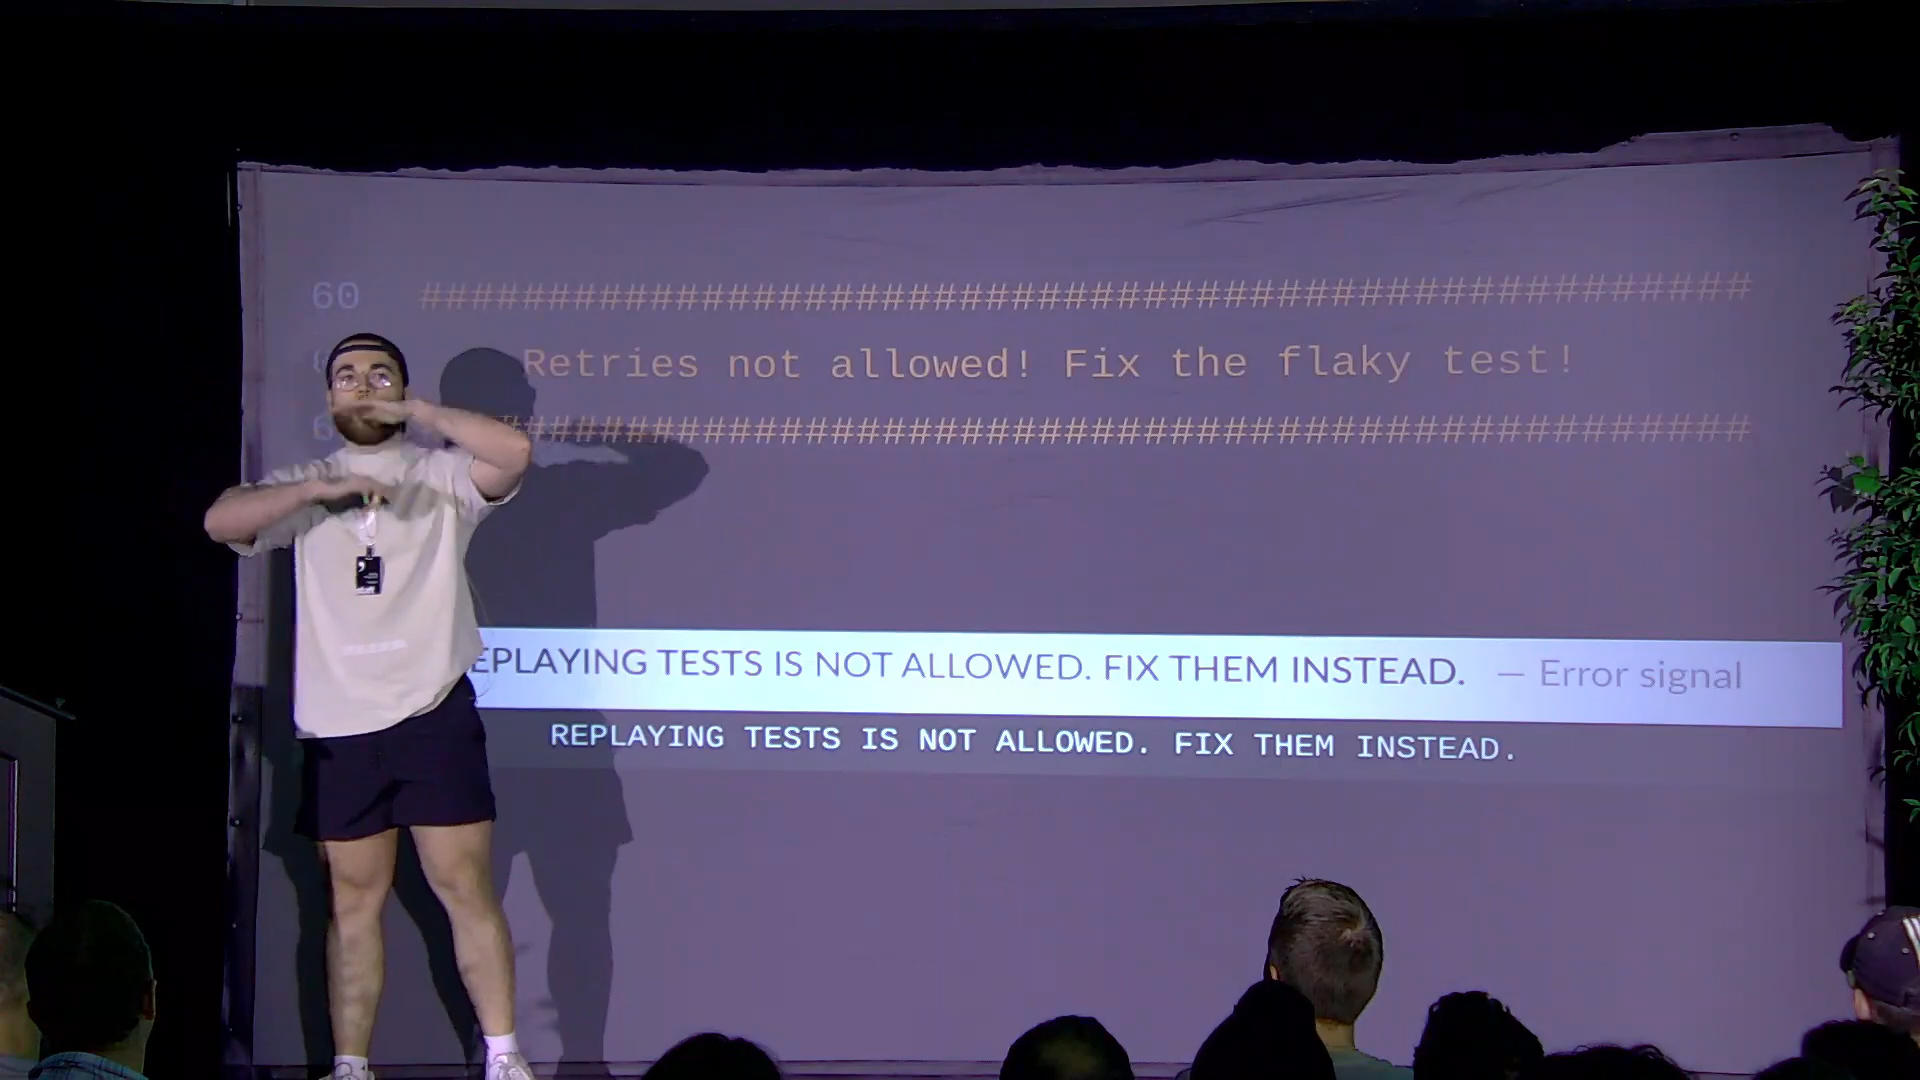 60 ###################################################
Retries not allowed! Fix the flaky test!
################################################
EPLAYING TESTS IS NOT ALLOWED. FIX THEM INSTEAD. — Error signal
REPLAYING TESTS IS NOT ALLOWED. FIX THEM INSTEAD.